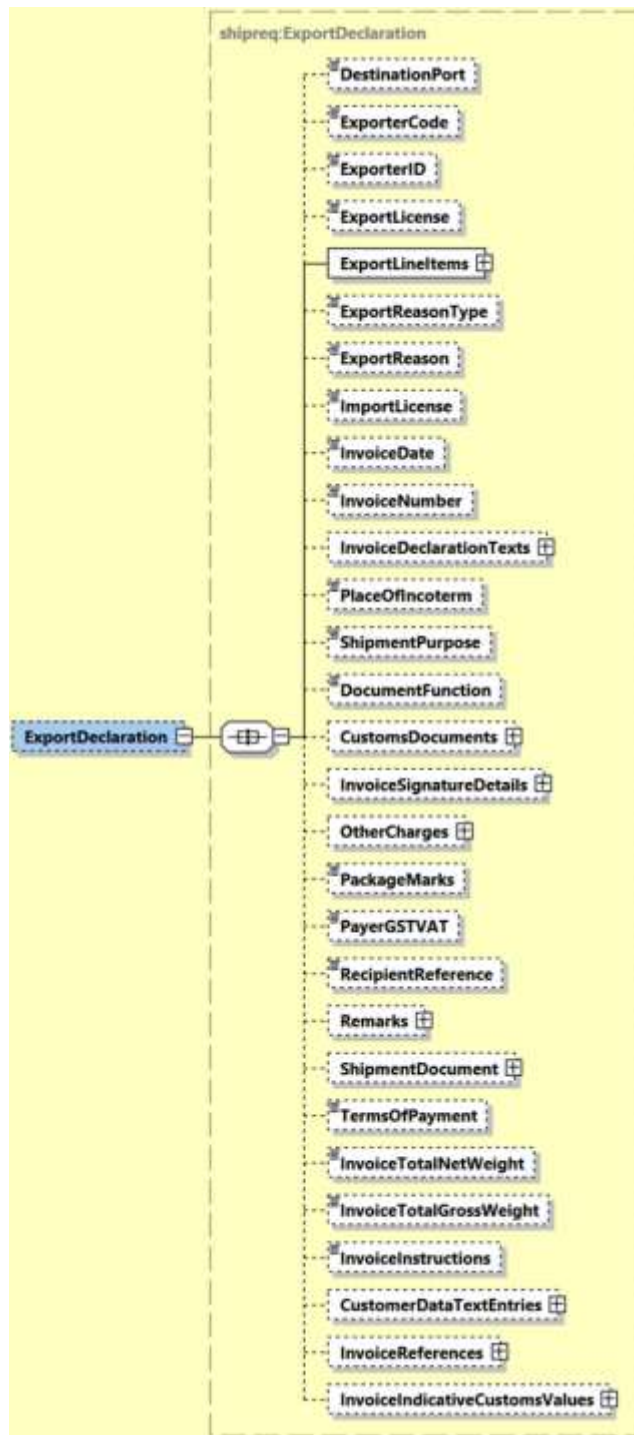 shipreq:ExportDeclaration
DestinationPort
ExporterCode
ExporterID
ExportLicense
ExportLineItems
ExportReasonType
ExportReason
ImportLicense
InvoiceDate
InvoiceNumber
InvoiceDeclarationTexts
PlaceOfIncoterm
ShipmentPurpose
DocumentFunction
ExportDeclaration
CustomsDocuments
InvoiceSignatureDetails
OtherCharges
PackageMarks
PayerGSTVAT
RecipientReference
Remarks
ShipmentDocument
TermsOfPayment
InvoiceTotalNetWeight
InvoiceTotalGrossWeight
InvoiceInstructions
CustomerDataTextEntries
InvoiceReferences
InvoiceIndicativeCustomsValues